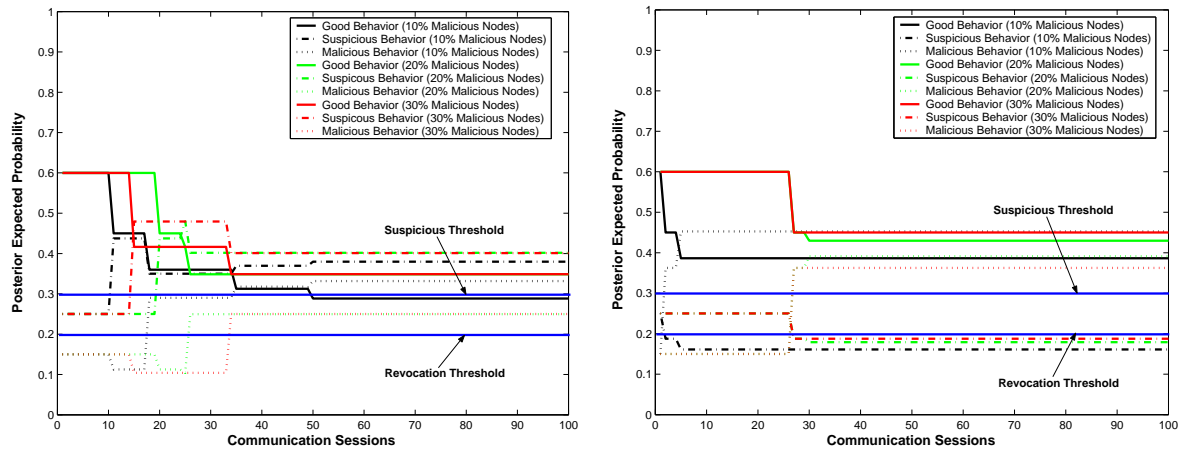 1
0.9
0.8
0.7
0.6
0.5
0.4
0.3
0.2
0.1
0
Posterior Expected Probability
Good Behavior (10% Malicious Nodes)
Suspicious Behavior (10% Malicious Nodes)
Malicious Behavior (10% Malicious Nodes)
Good Behavior (20% Malicious Nodes)
Suspicous Behavior (20% Malicious Nodes)
Malicious Behavior (20% Malicious Nodes)
Good Behavior (30% Malicious Nodes)
Suspicous Behavior (30% Malicious Nodes)
Malicious Behavior (30% Malicious Nodes)
Suspicious Threshold
Revocation Threshold
0 10 20 30 40 50 60 70 80 90 100
Communication Sessions
1
0.9
0.8
0.7
0.6
0.5
0.4
0.3
0.2
0.1
0
Posterior Expected Probability
Good Behavior (10% Malicious Nodes)
Suspicious Behavior (10% Malicious Nodes)
Malicious Behavior (10% Malicious Nodes)
Good Behavior (20% Malicious Nodes)
Suspicous Behavior (20% Malicious Nodes)
Malicious Behavior (20% Malicious Nodes)
Good Behavior (30% Malicious Nodes)
Suspicous Behavior (30% Malicious Nodes)
Malicious Behavior (30% Malicious Nodes)
Suspicious Threshold
Revocation Threshold
0 10 20 30 40 50 60 70 80 90 100
Communication Sessions